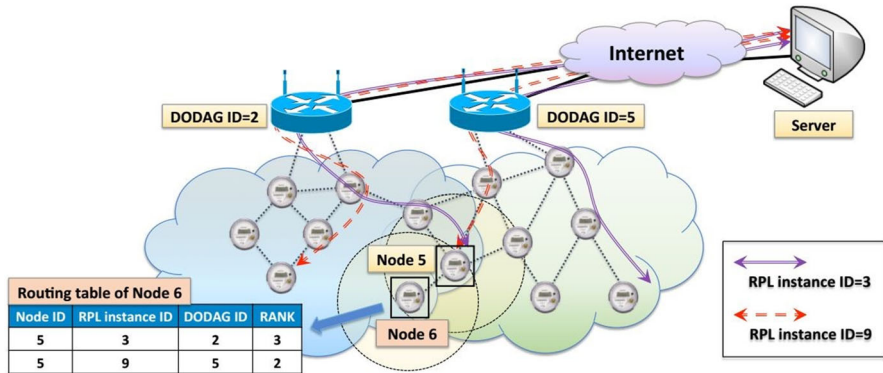 Internet
DODAG ID=2
DODAG ID=5
Server
Node 5
Node 6
Routing table of Node 6
Node ID RPL instance ID DODAG ID RANK
5 3 2 3
5 9 5 2
RPL instance ID=3
RPL instance ID=9